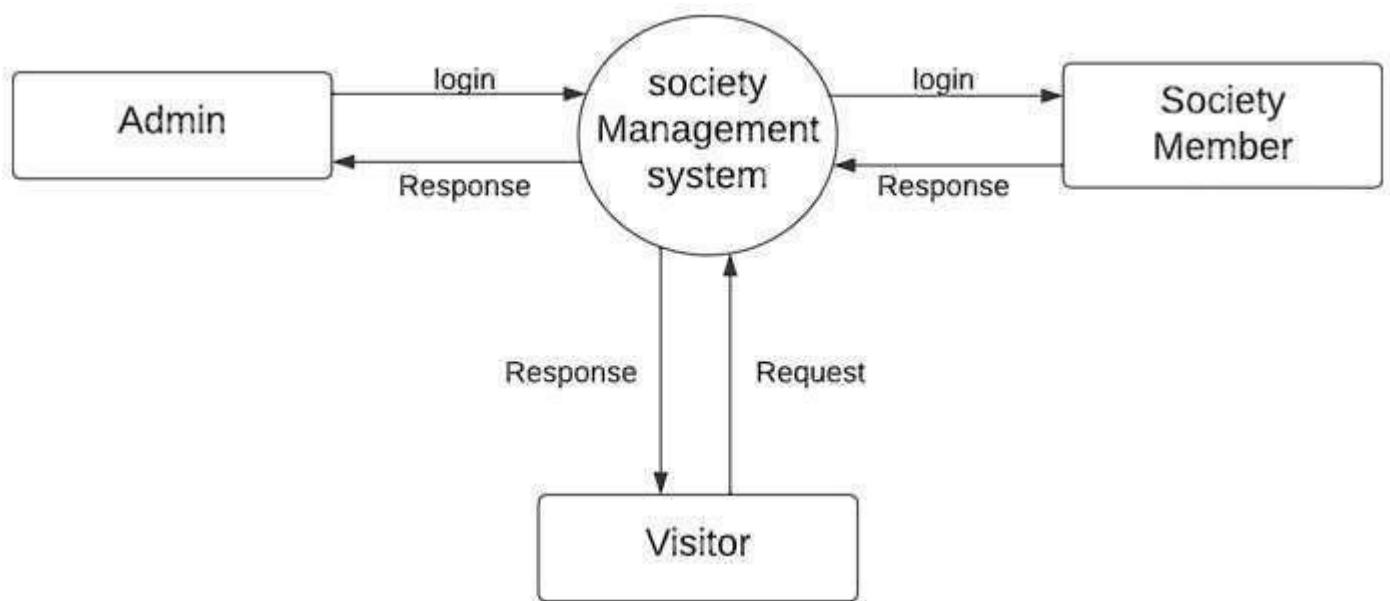 Admin
login
Response
society
Management
system
login
Response
Society
Member
Response
Request
Visitor